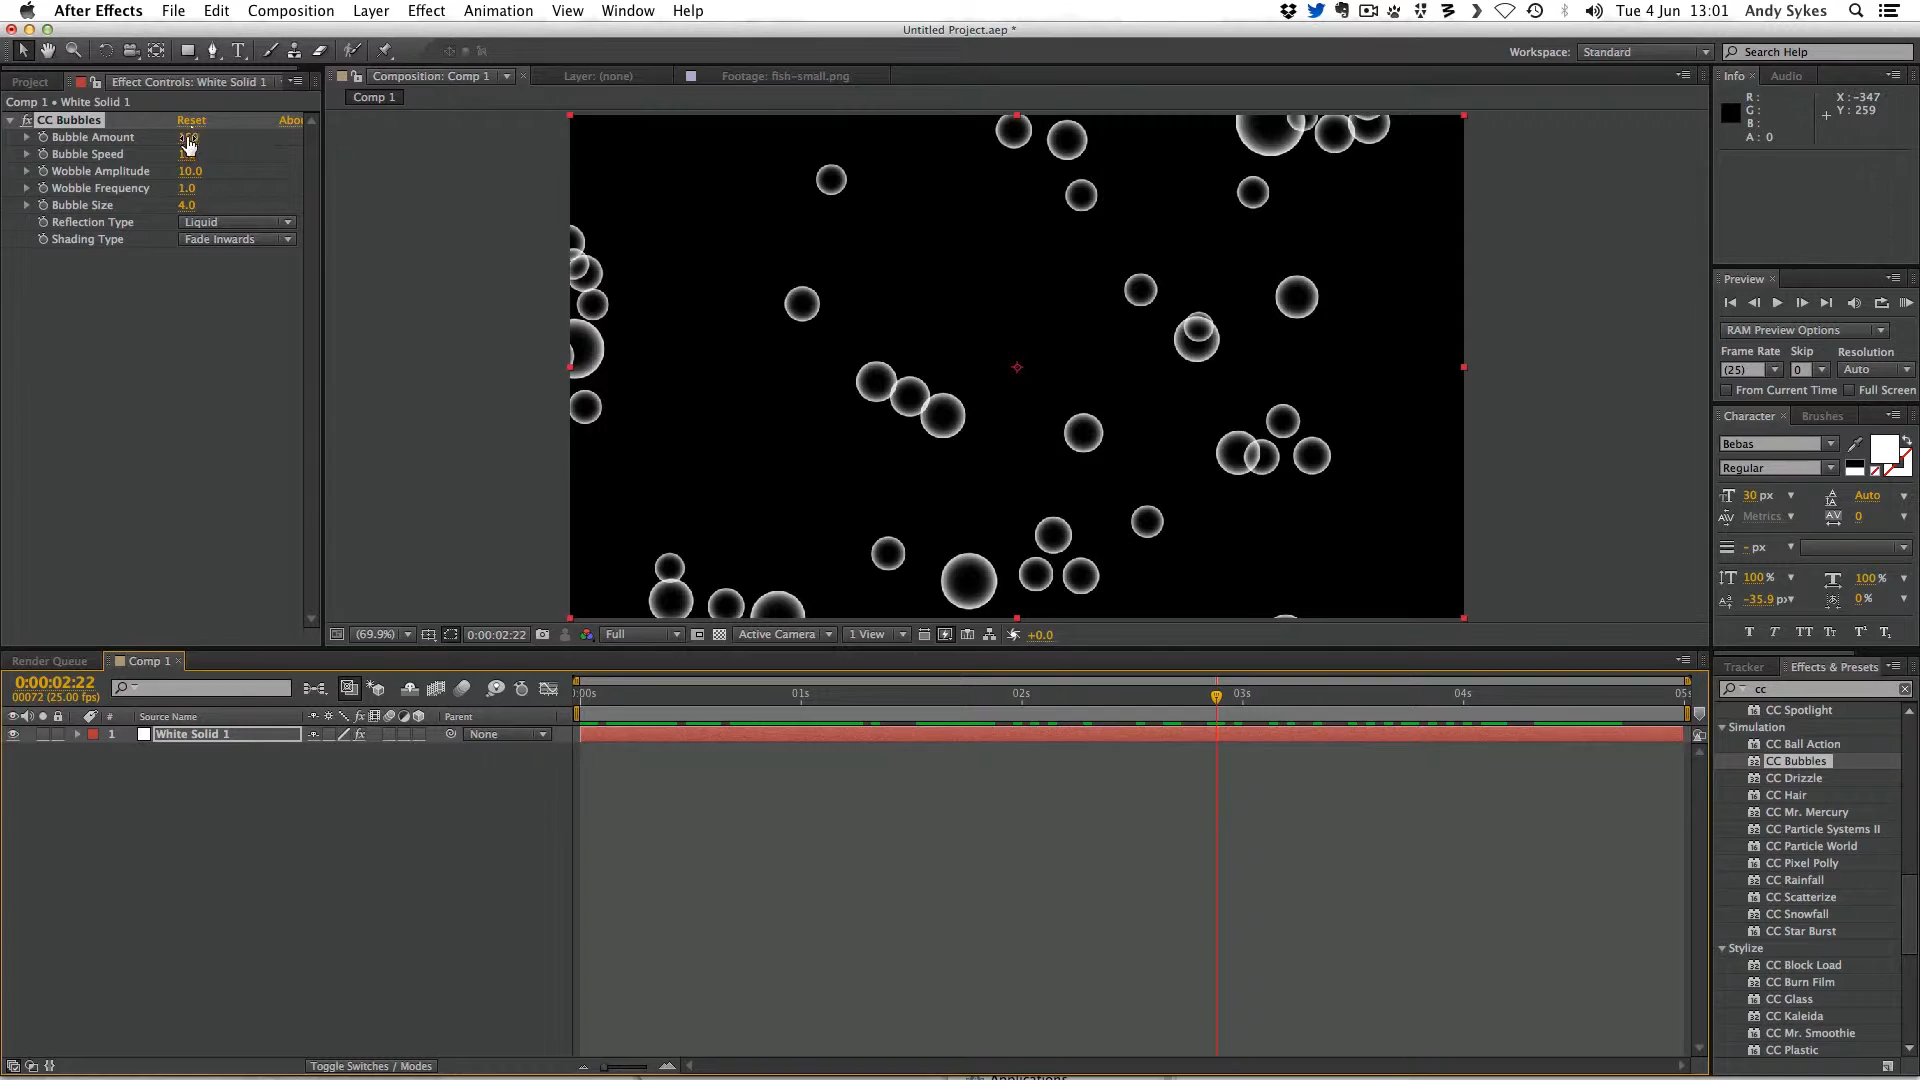 After Effects File Edit Composition Layer Effect Animation View Window Help Tue 4 Jun 13:01 Andy Sykes
Untitled Project.aep *
Workspace: Standard Search Help
Project Effect Controls: White Solid 1 Composition: Comp 1 Layer: (none) Footage: fish-small.png Info Audio
Comp 1 • White Solid 1 Comp 1
R: X: -347
G: Y: 259
B:
A: 0
CC Bubbles Reset Abou
Bubble Amount
Bubble Speed
Wobble Amplitude 10.0
Wobble Frequency 1.0
Bubble Size 4.0
Reflection Type Liquid
Shading Type Fade Inwards
Preview
RAM Preview Options
Frame Rate Skip Resolution
(25) 0 Auto
From Current Time Full Screen
Character Brushes
Bebas
Regular
30 px Auto
Metrics 0
- px
100 % 100 %
-35.9 px 0 %
T T TT Tт T¹ T,
(69.9%) 0:00:02:22 Full Active Camera 1 View +0.0
Render Queue Comp 1
0:00:02:22
00072 (25.00 fps)
:00s 01s 02s 03s 04s 05s
# Source Name Parent
1 White Solid 1 None
Toggle Switches / Modes
Tracker Effects & Presets
cc
CC Spotlight
Simulation
CC Ball Action
CC Bubbles
CC Drizzle
CC Hair
CC Mr. Mercury
CC Particle Systems II
CC Particle World
CC Pixel Polly
CC Rainfall
CC Scatterize
CC Snowfall
CC Star Burst
Stylize
CC Block Load
CC Burn Film
CC Glass
CC Kaleida
CC Mr. Smoothie
CC Plastic